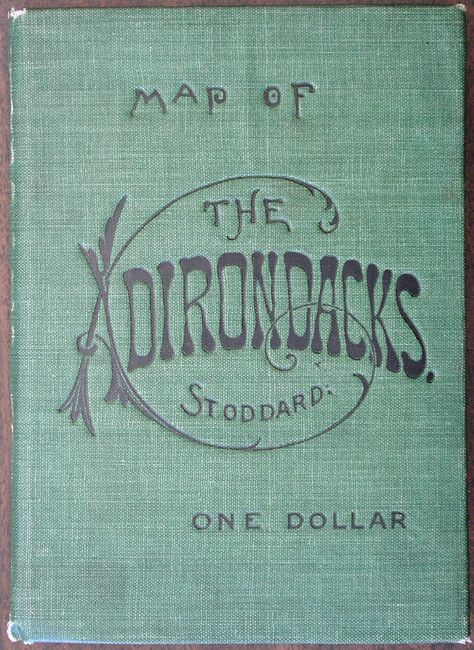 MAP OF
THE
ADIRONDACKS.
STODDARD:
ONE DOLLAR